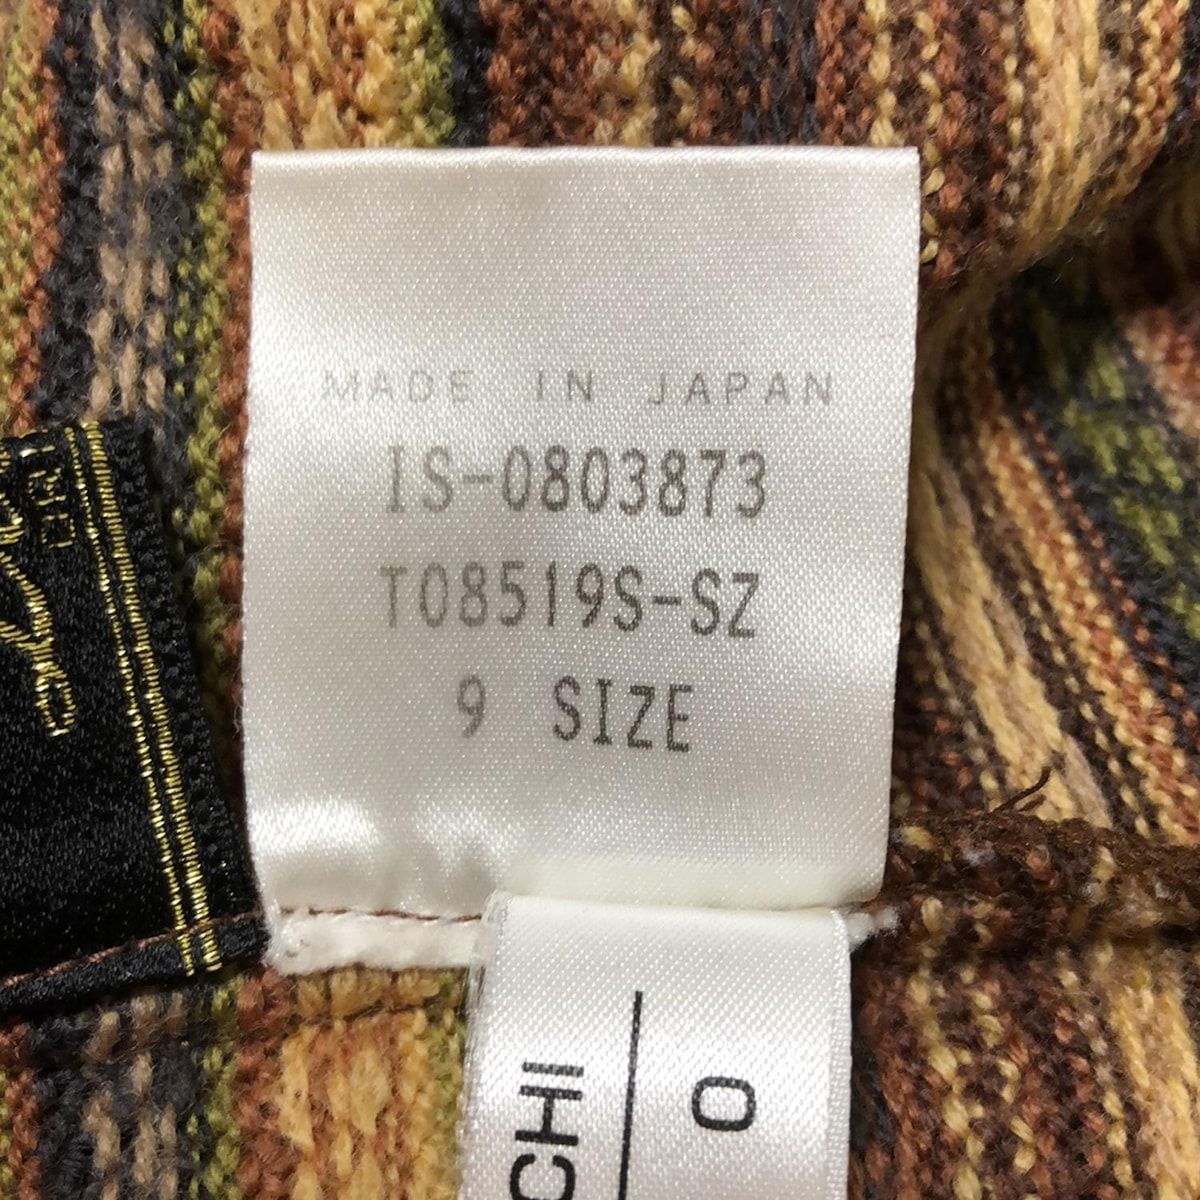 MADE IN JAPAN
IS-0803873
T08519S-SZ
9 SIZE
CHI
O